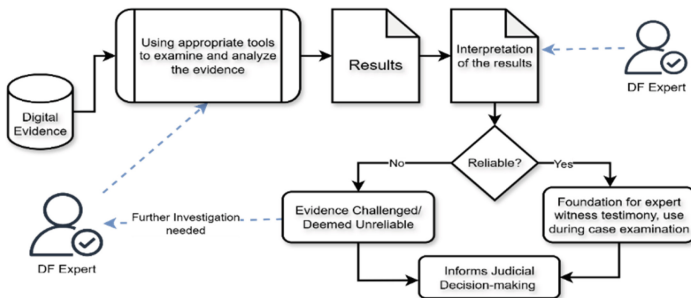 Using appropriate tools
to examine and analyze
the evidence
Results
Interpretation
of the results
DF Expert
Digital
Evidence
Reliable?
No
Yes
Evidence Challenged/
Deemed Unreliable
Foundation for expert
witness testimony, use
during case examination
Further Investigation
needed
DF Expert
Informs Judicial
Decision-making